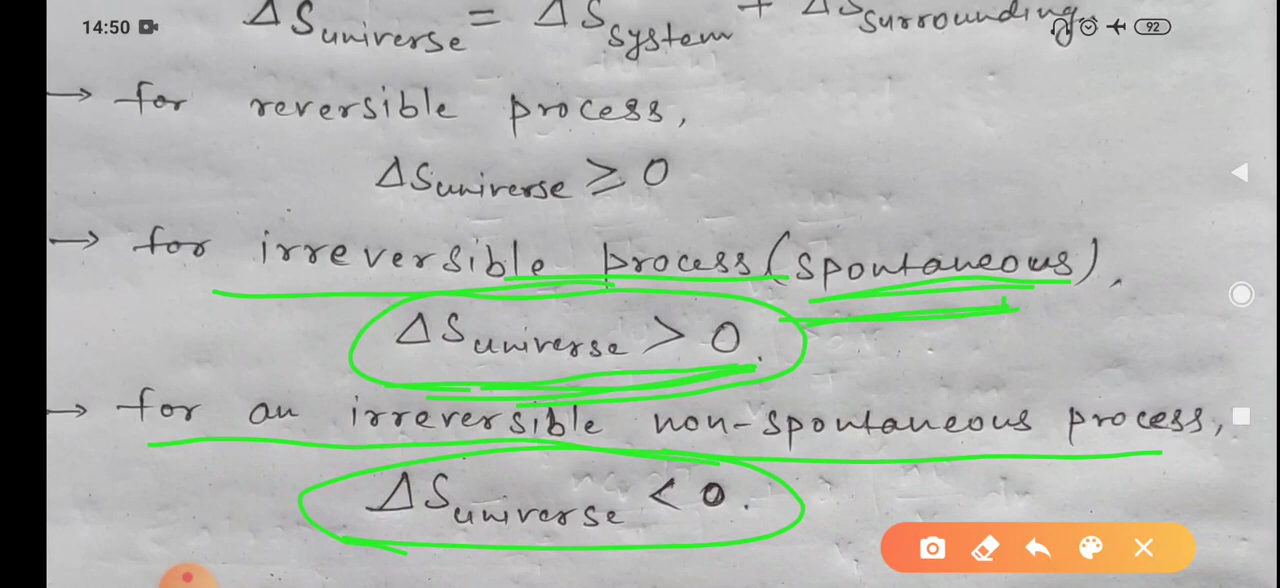 14:50
92
ΔSuniverse = ΔSsystem + ΔSsurrounding
→ for reversible process,
ΔSuniverse ≥ 0
→ for irreversible process (spontaneous),
ΔSuniverse > 0.
→ for an irreversible non-spontaneous process,
ΔSuniverse < 0.